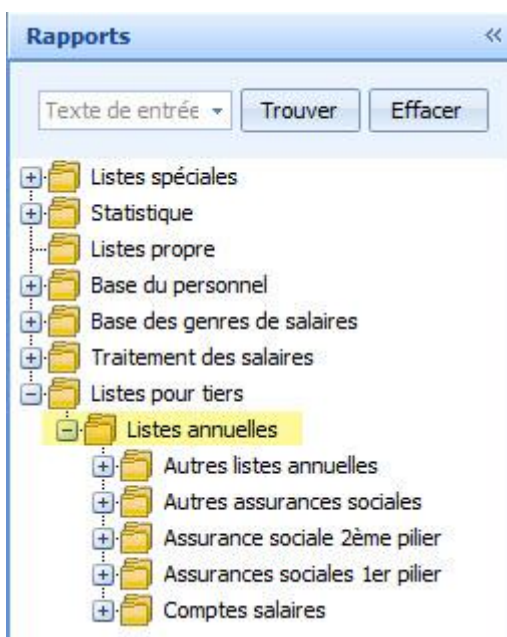 Rapports
Texte de entrée Trouver Effacer
Listes spéciales
Statistique
Listes propre
Base du personnel
Base des genres de salaires
Traitement des salaires
Listes pour tiers
Listes annuelles
Autres listes annuelles
Autres assurances sociales
Assurance sociale 2ème pilier
Assurances sociales 1er pilier
Comptes salaires